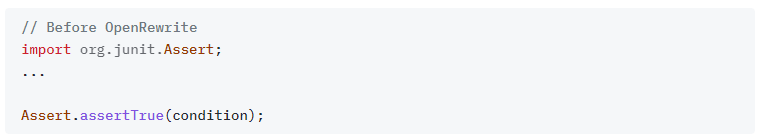 // Before OpenRewrite
import org.junit.Assert;
...
Assert.assertTrue(condition);